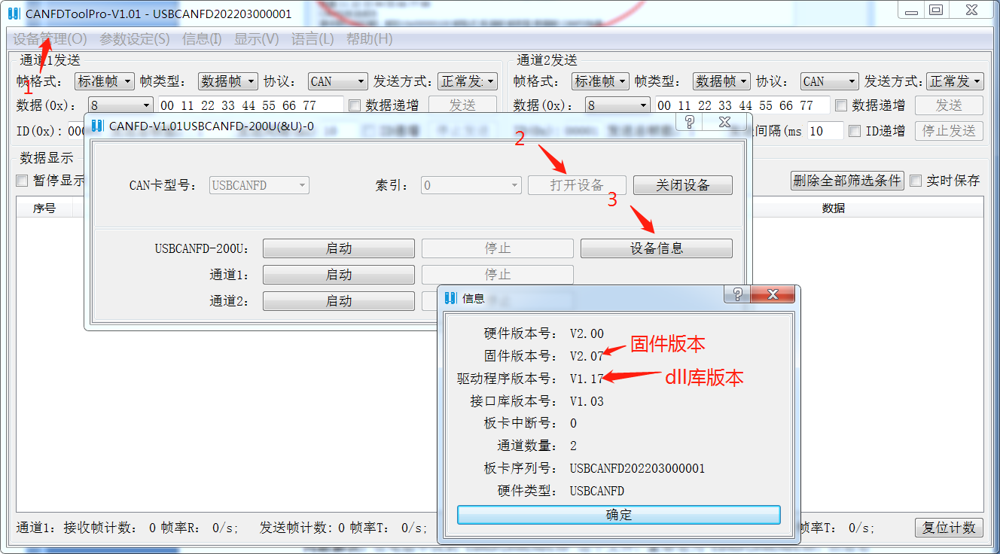 CANFDToolPro-V1.01 - USBCANFD202203000001
设备管理(O) 参数设定(S) 信息(I) 显示(V) 语言(L) 帮助(H)
1
通道1发送 通道2发送
帧格式: 标准帧 帧类型: 数据帧 协议: CAN 发送方式: 正常发: 帧格式: 标准帧 帧类型: 数据帧 协议: CAN 发送方式: 正常发:
数据(0x): 8 00 11 22 33 44 55 66 77 数据递增 发送 数据(0x): 8 00 11 22 33 44 55 66 77 数据递增 发送
ID(0x): 间隔(ms 10 ID递增 停止发送
CANFD-V1.01USBCANFD-200U(&U)-0
2
数据显示
暂停显示 删除全部筛选条件 实时保存
CAN卡型号: USBCANFD 索引: 0 打开设备 关闭设备
3
序号 数据
USBCANFD-200U: 启动 停止 设备信息
通道1: 启动 停止
通道2: 启动
信息
硬件版本号: V2.00
固件版本号: V2.07 固件版本
驱动程序版本号: V1.17 dll库版本
接口库版本号: V1.03
板卡中断号: 0
通道数量: 2
板卡序列号: USBCANFD202203000001
硬件类型: USBCANFD
确定
通道1: 接收帧计数: 0 帧率R: 0/s; 发送帧计数: 0 帧率T: 0/s; 帧率T: 0/s; 复位计数